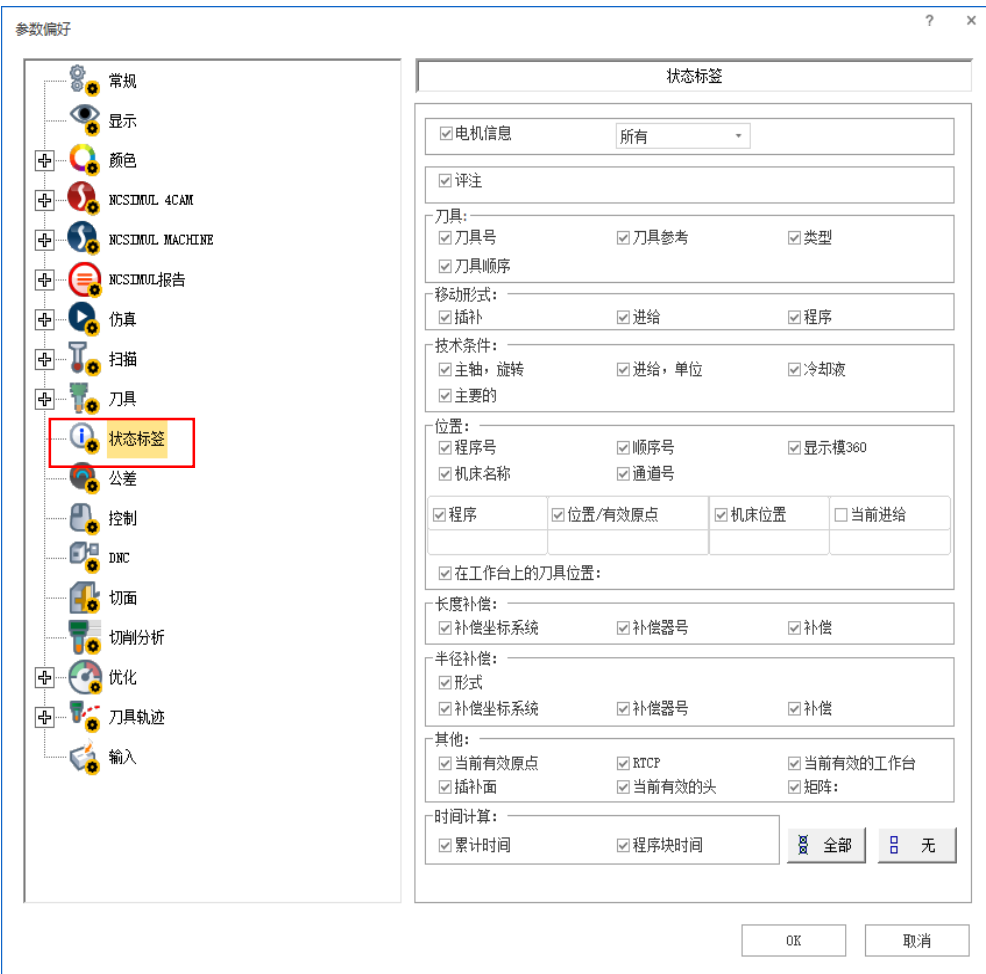 参数偏好
? ×
常规
显示
颜色
NCSIMUL 4CAM
NCSIMUL MACHINE
NCSIMUL报告
仿真
扫描
刀具
状态标签
公差
控制
DNC
切面
切削分析
优化
刀具轨迹
输入
状态标签
电机信息 所有
评注
刀具:
刀具号 刀具参考 类型
刀具顺序
移动形式:
插补 进给 程序
技术条件:
主轴，旋转 进给，单位 冷却液
主要的
位置:
程序号 顺序号 显示模360
机床名称 通道号
程序 位置/有效原点 机床位置 当前进给
在工作台上的刀具位置:
长度补偿:
补偿坐标系统 补偿器号 补偿
半径补偿:
形式
补偿坐标系统 补偿器号 补偿
其他:
当前有效原点 RTCP 当前有效的工作台
插补面 当前有效的头 矩阵:
时间计算:
累计时间 程序块时间 全部 无
OK 取消